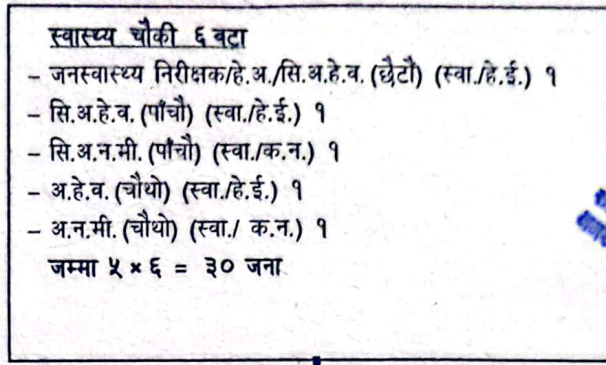 स्वास्थ्य चौकी ६ वटा
- जनस्वास्थ्य निरीक्षक/हे.अ./सि.अ.हे.व. (छैटौं) (स्वा./हे.ई.) १
- सि.अ.हे.व. (पाँचौ) (स्वा./हे.ई.) १
- सि.अ.न.मी. (पाँचौ) (स्वा./क.न.) १
- अ.हे.व. (चौथो) (स्वा./हे.ई.) १
- अ.न.मी. (चौथो) (स्वा./ क.न.) १
जम्मा ५ × ६ = ३० जना